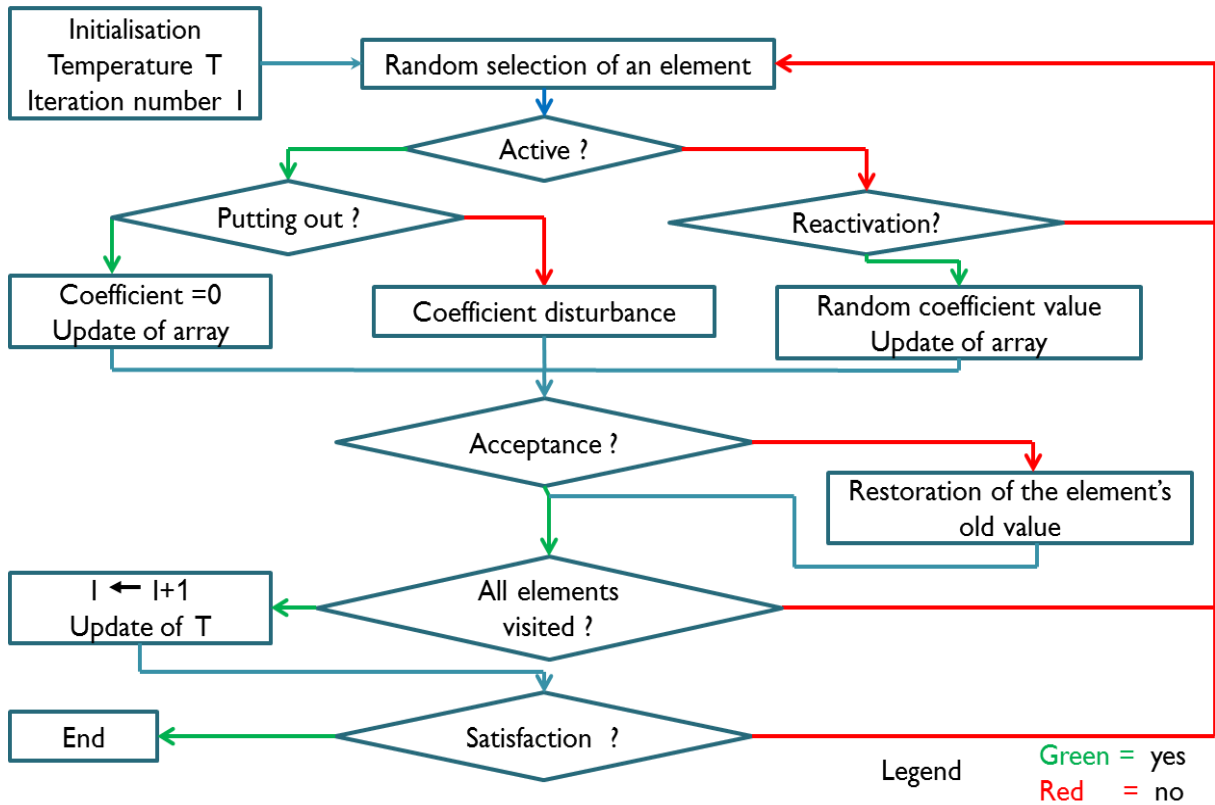 Initialisation
Temperature T
Iteration number I
Random selection of an element
Active ?
Putting out ?
Reactivation?
Coefficient =0
Update of array
Coefficient disturbance
Random coefficient value
Update of array
Acceptance ?
Restoration of the element's
old value
I ← I+1
Update of T
All elements
visited ?
End
Satisfaction ?
Legend
Green = yes
Red = no